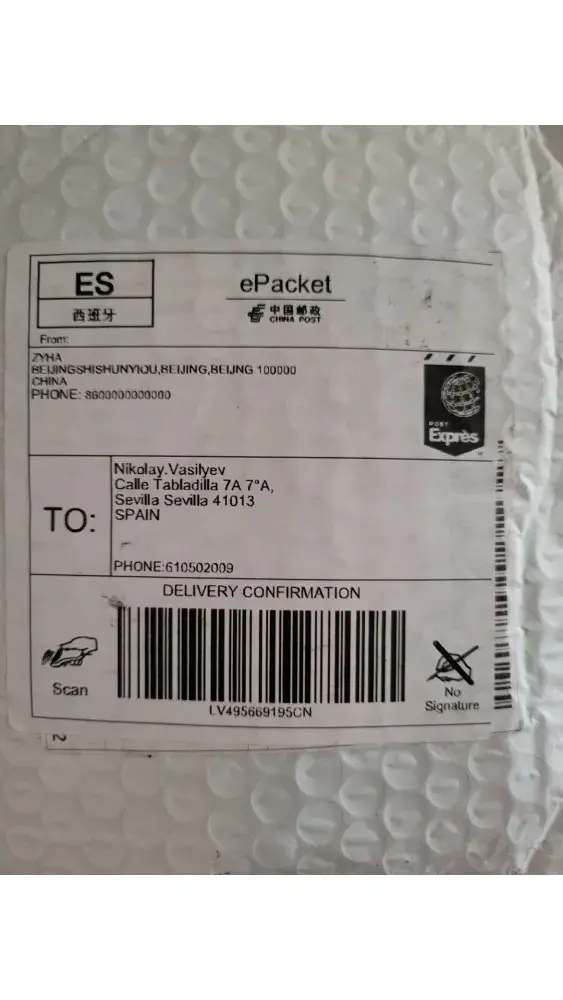 ES
西班牙
ePacket
中国邮政
CHINA POST
From:
ZYHA
BEIJINGSHISHUNYIQU,BEIJING,BEIJNG 100000
CHINA
PHONE: 8600000000000
POST
Exprès
TO:
Nikolay.Vasilyev
Calle Tabladilla 7A 7°A,
Sevilla Sevilla 41013
SPAIN
PHONE:610502009
DELIVERY CONFIRMATION
Scan
LV495669195CN
No
Signature
2